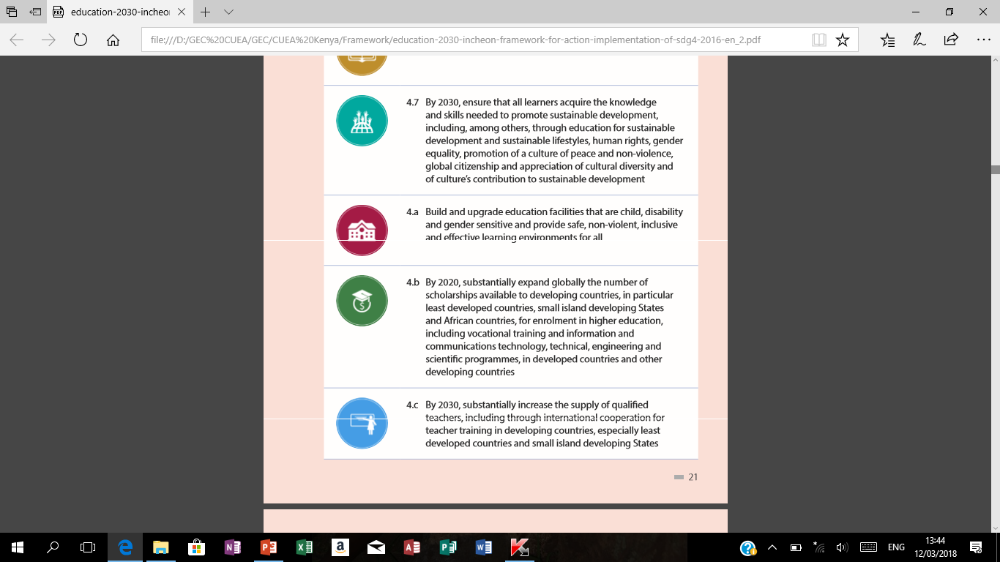 education-2030-incheon
file:///D:/GEC%20CUEA/GEC/CUEA%20Kenya/Framework/education-2030-incheon-framework-for-action-implementation-of-sdg4-2016-en_2.pdf
4.7 By 2030, ensure that all learners acquire the knowledge
and skills needed to promote sustainable development,
including, among others, through education for sustainable
development and sustainable lifestyles, human rights, gender
equality, promotion of a culture of peace and non-violence,
global citizenship and appreciation of cultural diversity and
of culture's contribution to sustainable development
4.a Build and upgrade education facilities that are child, disability
and gender sensitive and provide safe, non-violent, inclusive
and effective learning environments for all
4.b By 2020, substantially expand globally the number of
scholarships available to developing countries, in particular
least developed countries, small island developing States
and African countries, for enrolment in higher education,
including vocational training and information and
communications technology, technical, engineering and
scientific programmes, in developed countries and other
developing countries
4.c By 2030, substantially increase the supply of qualified
teachers, including through international cooperation for
teacher training in developing countries, especially least
developed countries and small island developing States
21
ENG
13:44
12/03/2018